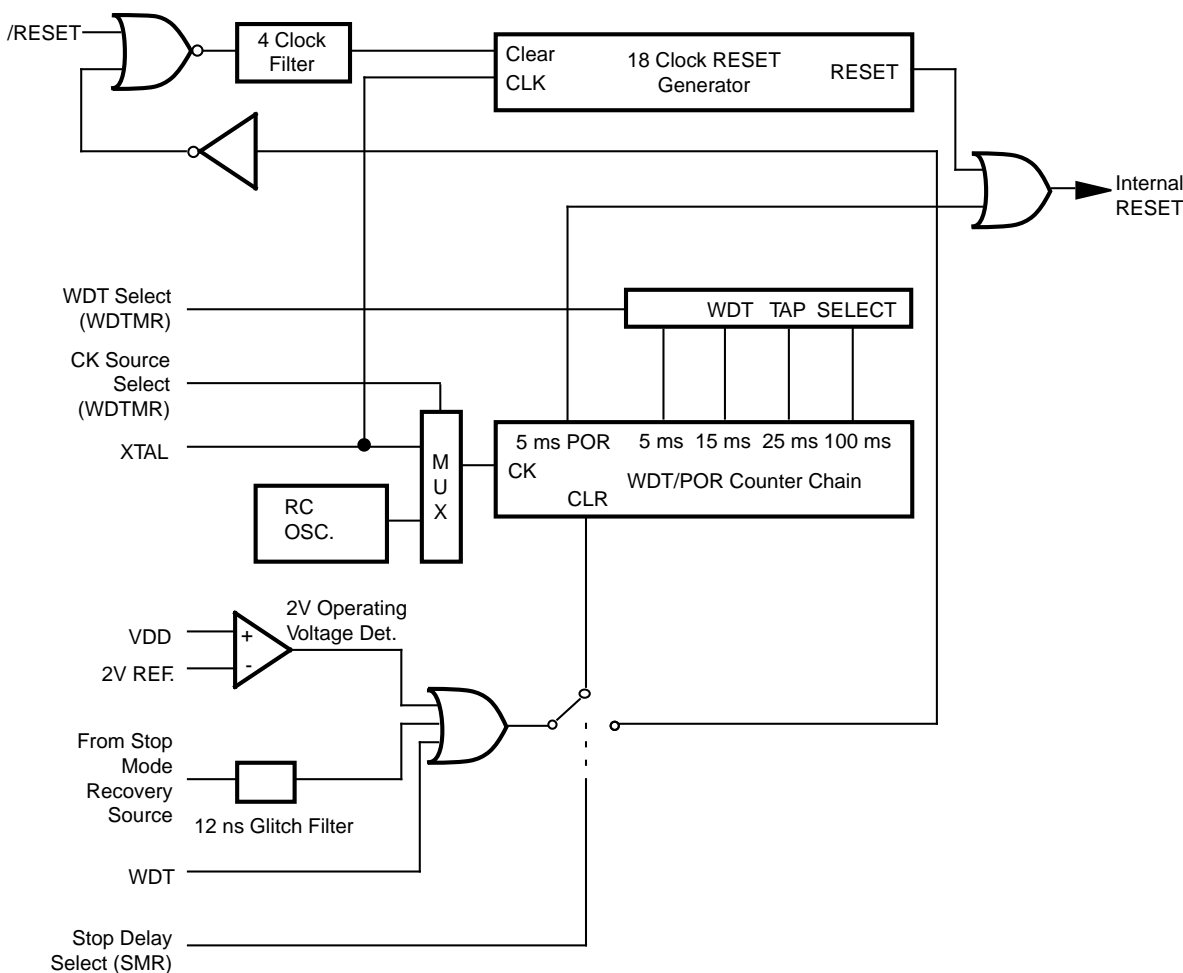 /RESET
4 Clock
Filter
Clear
CLK
18 Clock RESET
Generator
RESET
Internal
RESET
WDT Select
(WDTMR)
WDT TAP SELECT
CK Source
Select
(WDTMR)
XTAL
M
U
X
5 ms POR 5 ms 15 ms 25 ms 100 ms
CK
WDT/POR Counter Chain
CLR
RC
OSC.
2V Operating
Voltage Det.
VDD
+
2V REF.
-
From Stop
Mode
Recovery
Source
12 ns Glitch Filter
WDT
Stop Delay
Select (SMR)